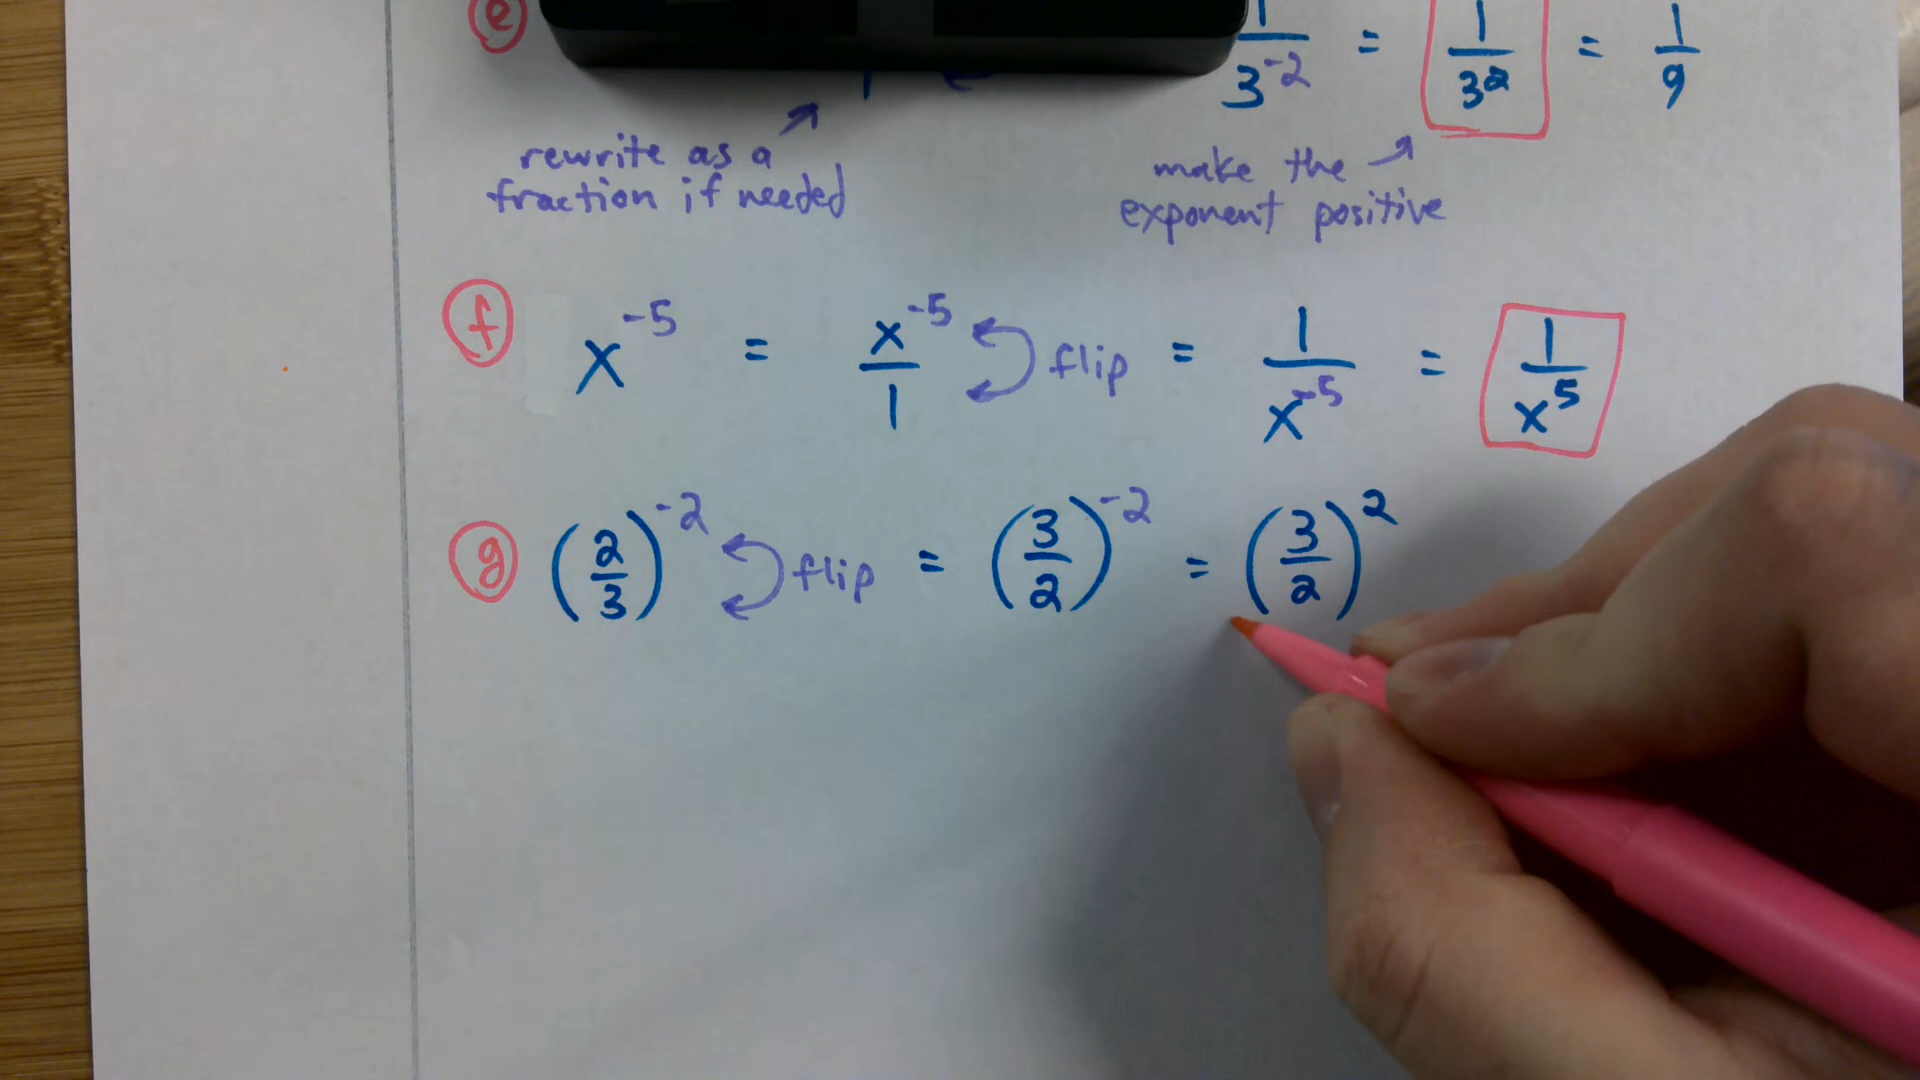 e 1/3^-2 = 1/3^2 = 1/9
rewrite as a
fraction if needed
make the
exponent positive
f x^-5 = x^-5/1 flip = 1/x^-5 = 1/x^5
g (2/3)^-2 flip = (3/2)^-2 = (3/2)^2